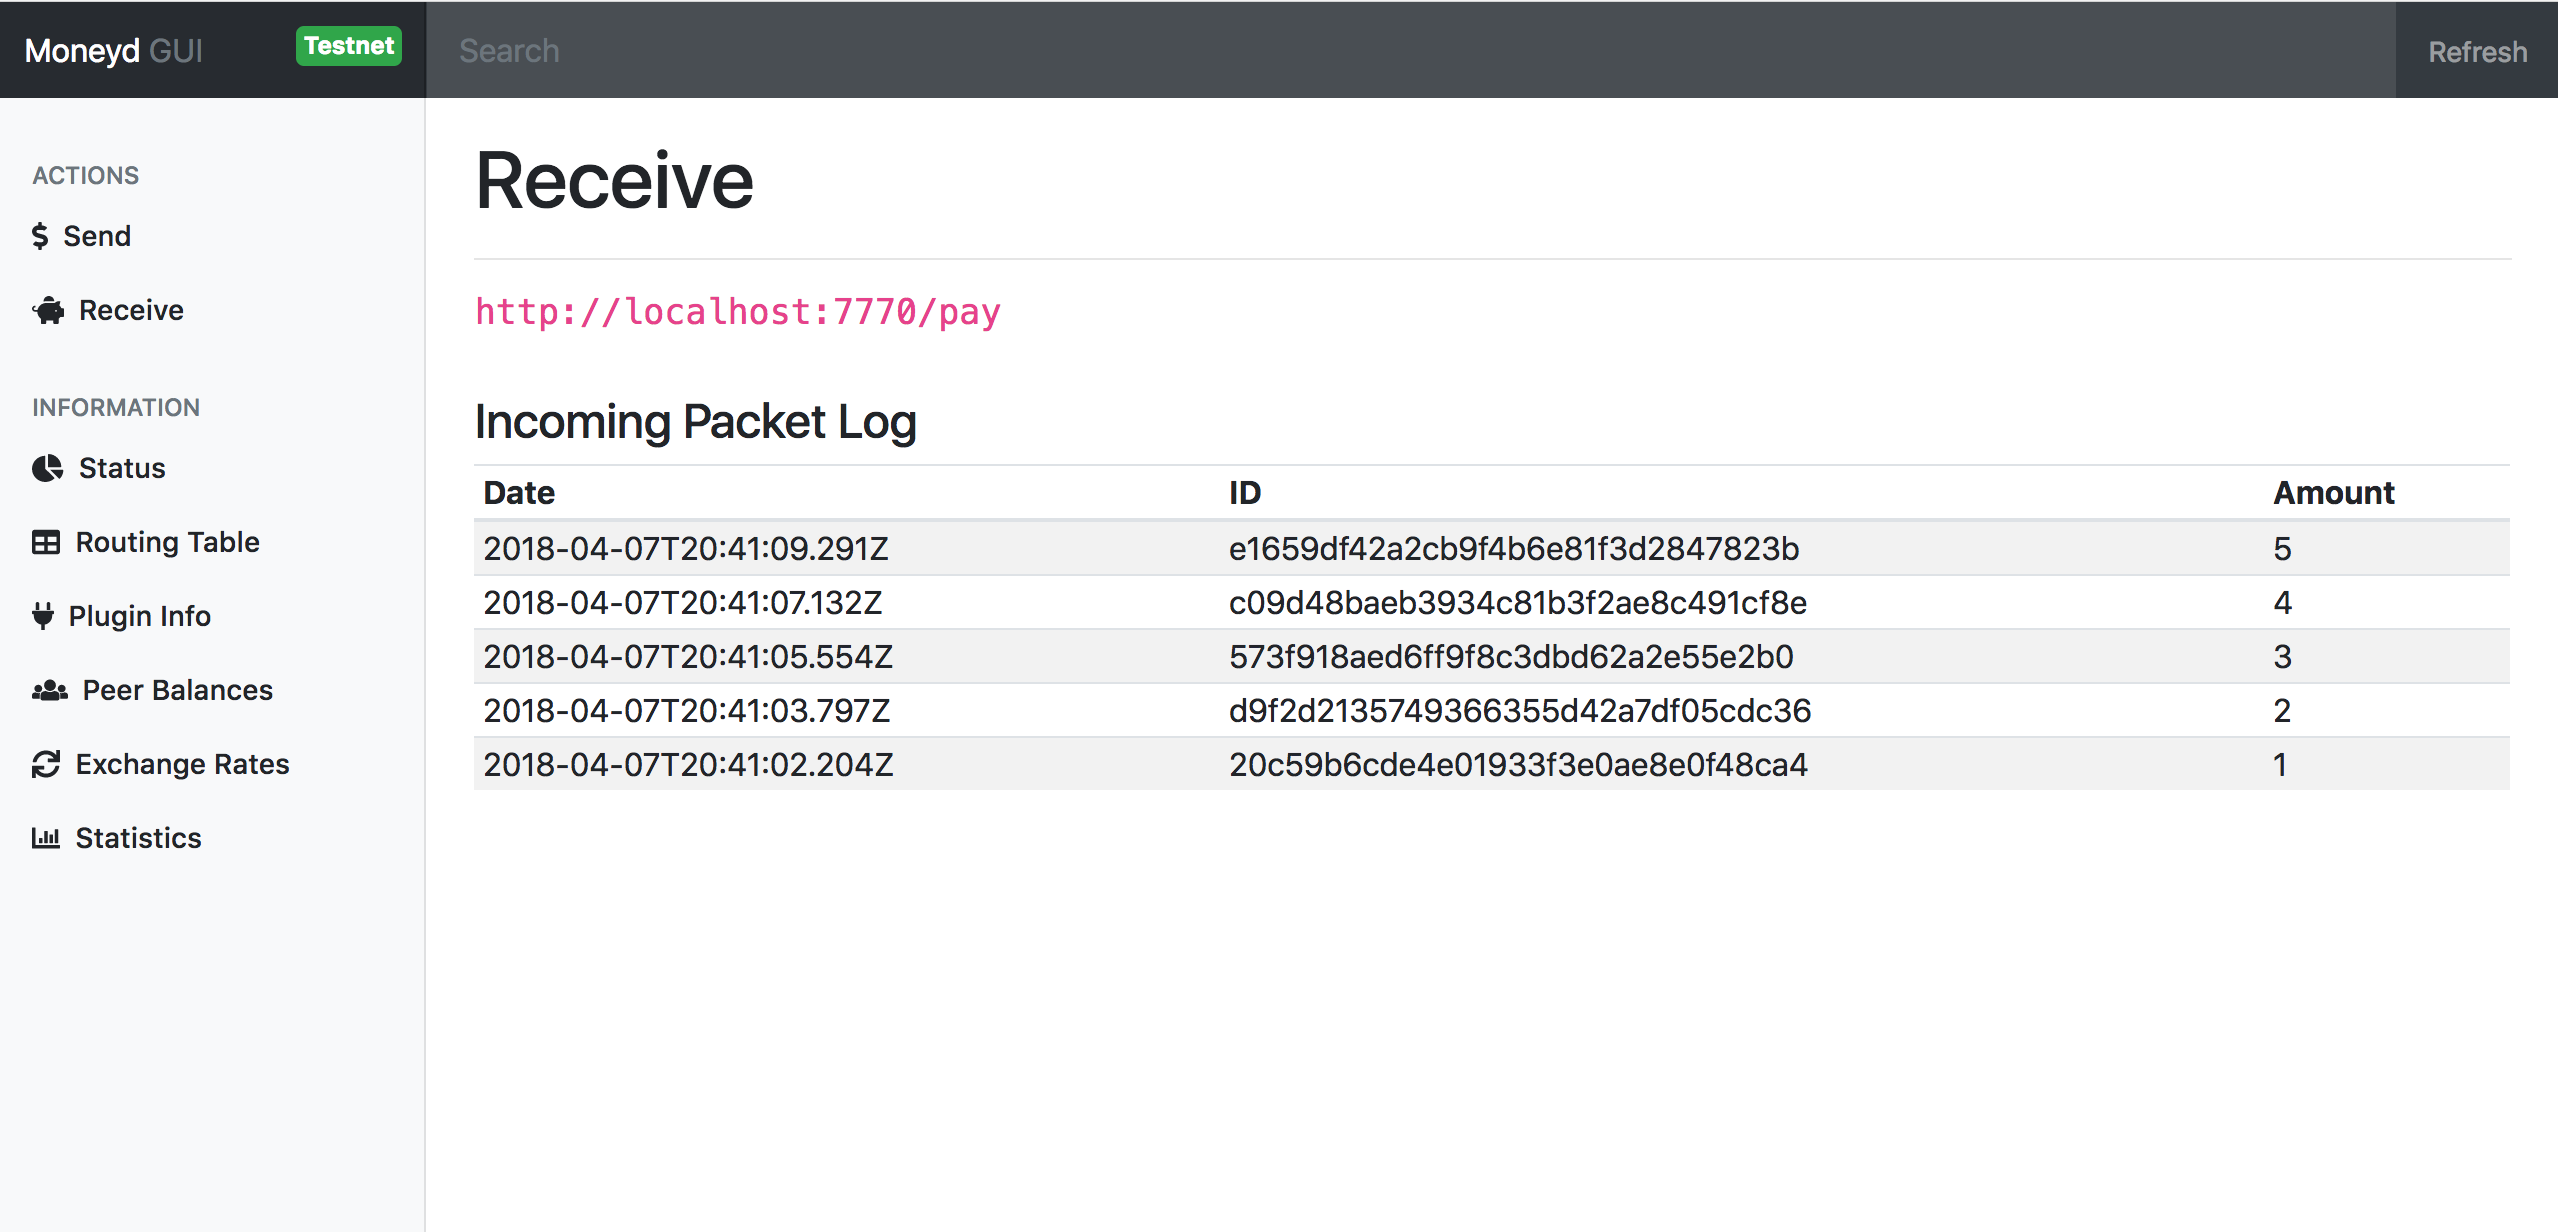 Moneyd GUI Testnet Search Refresh
ACTIONS
Send
Receive
INFORMATION
Status
Routing Table
Plugin Info
Peer Balances
Exchange Rates
Statistics
Receive
http://localhost:7770/pay
Incoming Packet Log
Date ID Amount
2018-04-07T20:41:09.291Z e1659df42a2cb9f4b6e81f3d2847823b 5
2018-04-07T20:41:07.132Z c09d48baeb3934c81b3f2ae8c491cf8e 4
2018-04-07T20:41:05.554Z 573f918aed6ff9f8c3dbd62a2e55e2b0 3
2018-04-07T20:41:03.797Z d9f2d2135749366355d42a7df05cdc36 2
2018-04-07T20:41:02.204Z 20c59b6cde4e01933f3e0ae8e0f48ca4 1